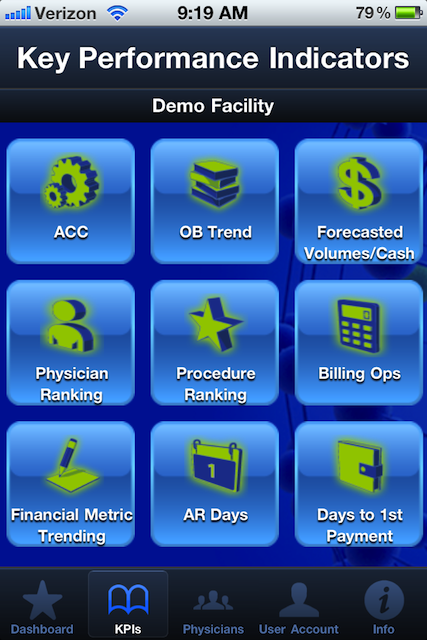 Verizon 9:19 AM 79%
Key Performance Indicators
Demo Facility
ACC
OB Trend
Forecasted
Volumes/Cash
Physician
Ranking
Procedure
Ranking
Billing Ops
Financial Metric
Trending
1
AR Days
Days to 1st
Payment
Dashboard KPIs Physicians User Account Info